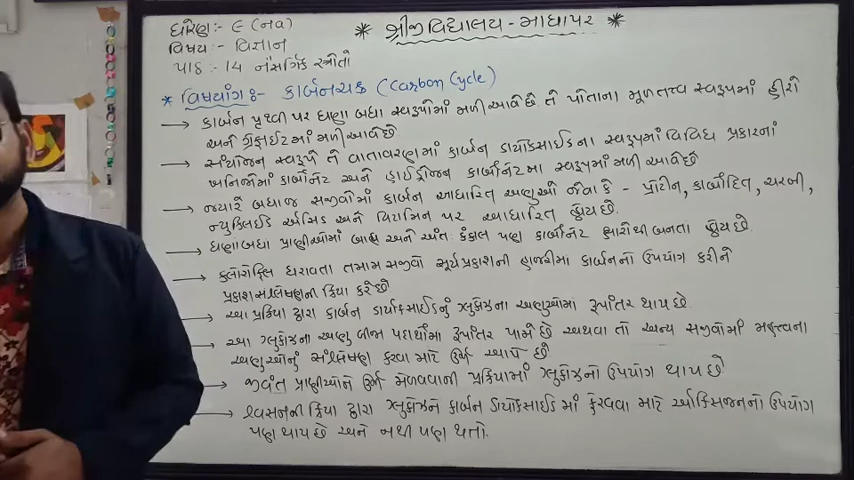 ધોરણ:- ૯ (નવ)
* શ્રીજી વિદ્યાલય - માધાપર *
વિષય:- વિજ્ઞાન
પાઠ:- 14 નૈસર્ગિક સ્ત્રોતો
* વિષયાંગ:- કાર્બનચક્ર (Carbon Cycle)
→ કાર્બન પૃથ્વી પર ઘણા બધા સ્વરૂપોમાં મળી આવે છે તે પોતાના મૂળતત્વ સ્વરૂપમાં હીરો
અને ગ્રેફાઈટમાં મળી આવે છે
→ સંયોજન સ્વરૂપે તે વાતાવરણમાં કાર્બન ડાયોક્સાઈડના સ્વરૂપમાં વિવિધ પ્રકારનાં
ખનિજોમાં કાર્બોનેટ અને હાઈડ્રોજન કાર્બોનેટમા સ્વરૂપમાં મળી આવે છે
→ જ્યારે બધાજ સજીવોમાં કાર્બન આધારિત અણુઓ જેવા કે - પ્રોટીન, કાર્બોદિત, ચરબી,
ન્યુક્લિઈડ એસિડ અને વિટામિન પર આધારિત હોય છે.
→ ઘણા બધા પ્રાણીઓમાં બાહ્ય અને અંતઃ કંકાલ પણ કાર્બોનેટ ક્ષારોથી બનતા હોય છે.
→ ક્લોરોફિલ ધરાવતા તમામ સજીવો સૂર્યપ્રકાશની હાજરીમા કાર્બનનો ઉપયોગ કરીને
પ્રકાશસંશ્લેષણની ક્રિયા કરે છે
→ આ પ્રક્રિયા દ્વારા કાર્બન ડાયોક્સાઈડનું ગ્લુકોઝના અણુઓમાં રૂપાંતર થાય છે
→ આ ગ્લુકોઝના અણુ બીજા પદાર્થોમાં રૂપાંતર પામે છે અથવા તો અન્ય સજીવોમાં મહત્ત્વના
અણુઓનું સંશ્લેષણ કરવા માટે ઉર્જા આપે છે
→ જીવંત પ્રાણીઓને ઉર્જા મેળવવાની પ્રક્રિયામાં ગ્લુકોઝનો ઉપયોગ થાય છે
→ શ્વસનની ક્રિયા દ્વારા ગ્લુકોઝને કાર્બન ડાયોક્સાઈડ માં ફેરવવા માટે ઓક્સિજનનો ઉપયોગ
પણ થાય છે અને નથી પણ થતો.